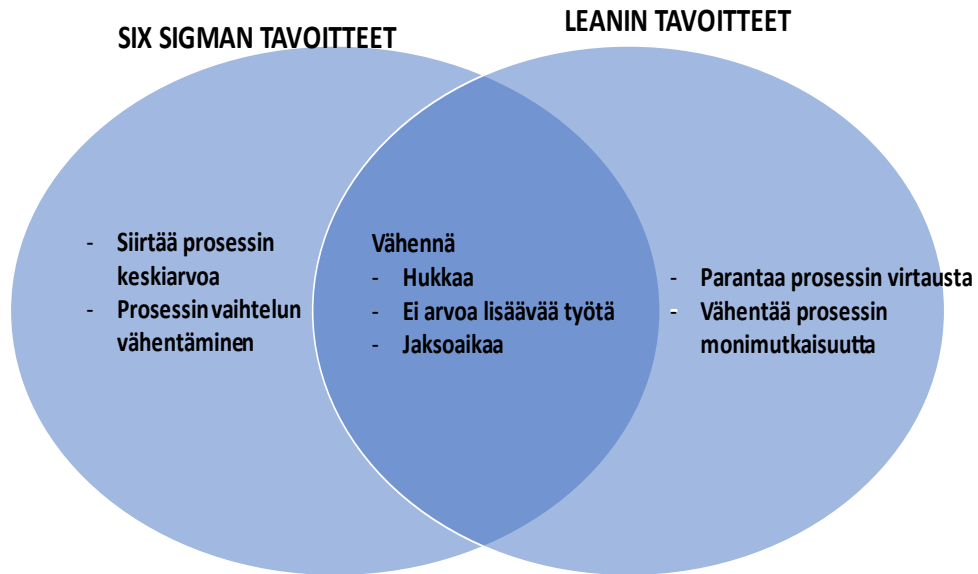 SIX SIGMAN TAVOITTEET
LEANIN TAVOITTEET
- Siirtää prosessin
keskiarvoa
- Prosessin vaihtelun
vähentäminen
Vähennä
- Hukkaa
- Ei arvoa lisäävää työtä
- Jaksoaikaa
- Parantaa prosessin virtausta
- Vähentää prosessin
monimutkaisuutta